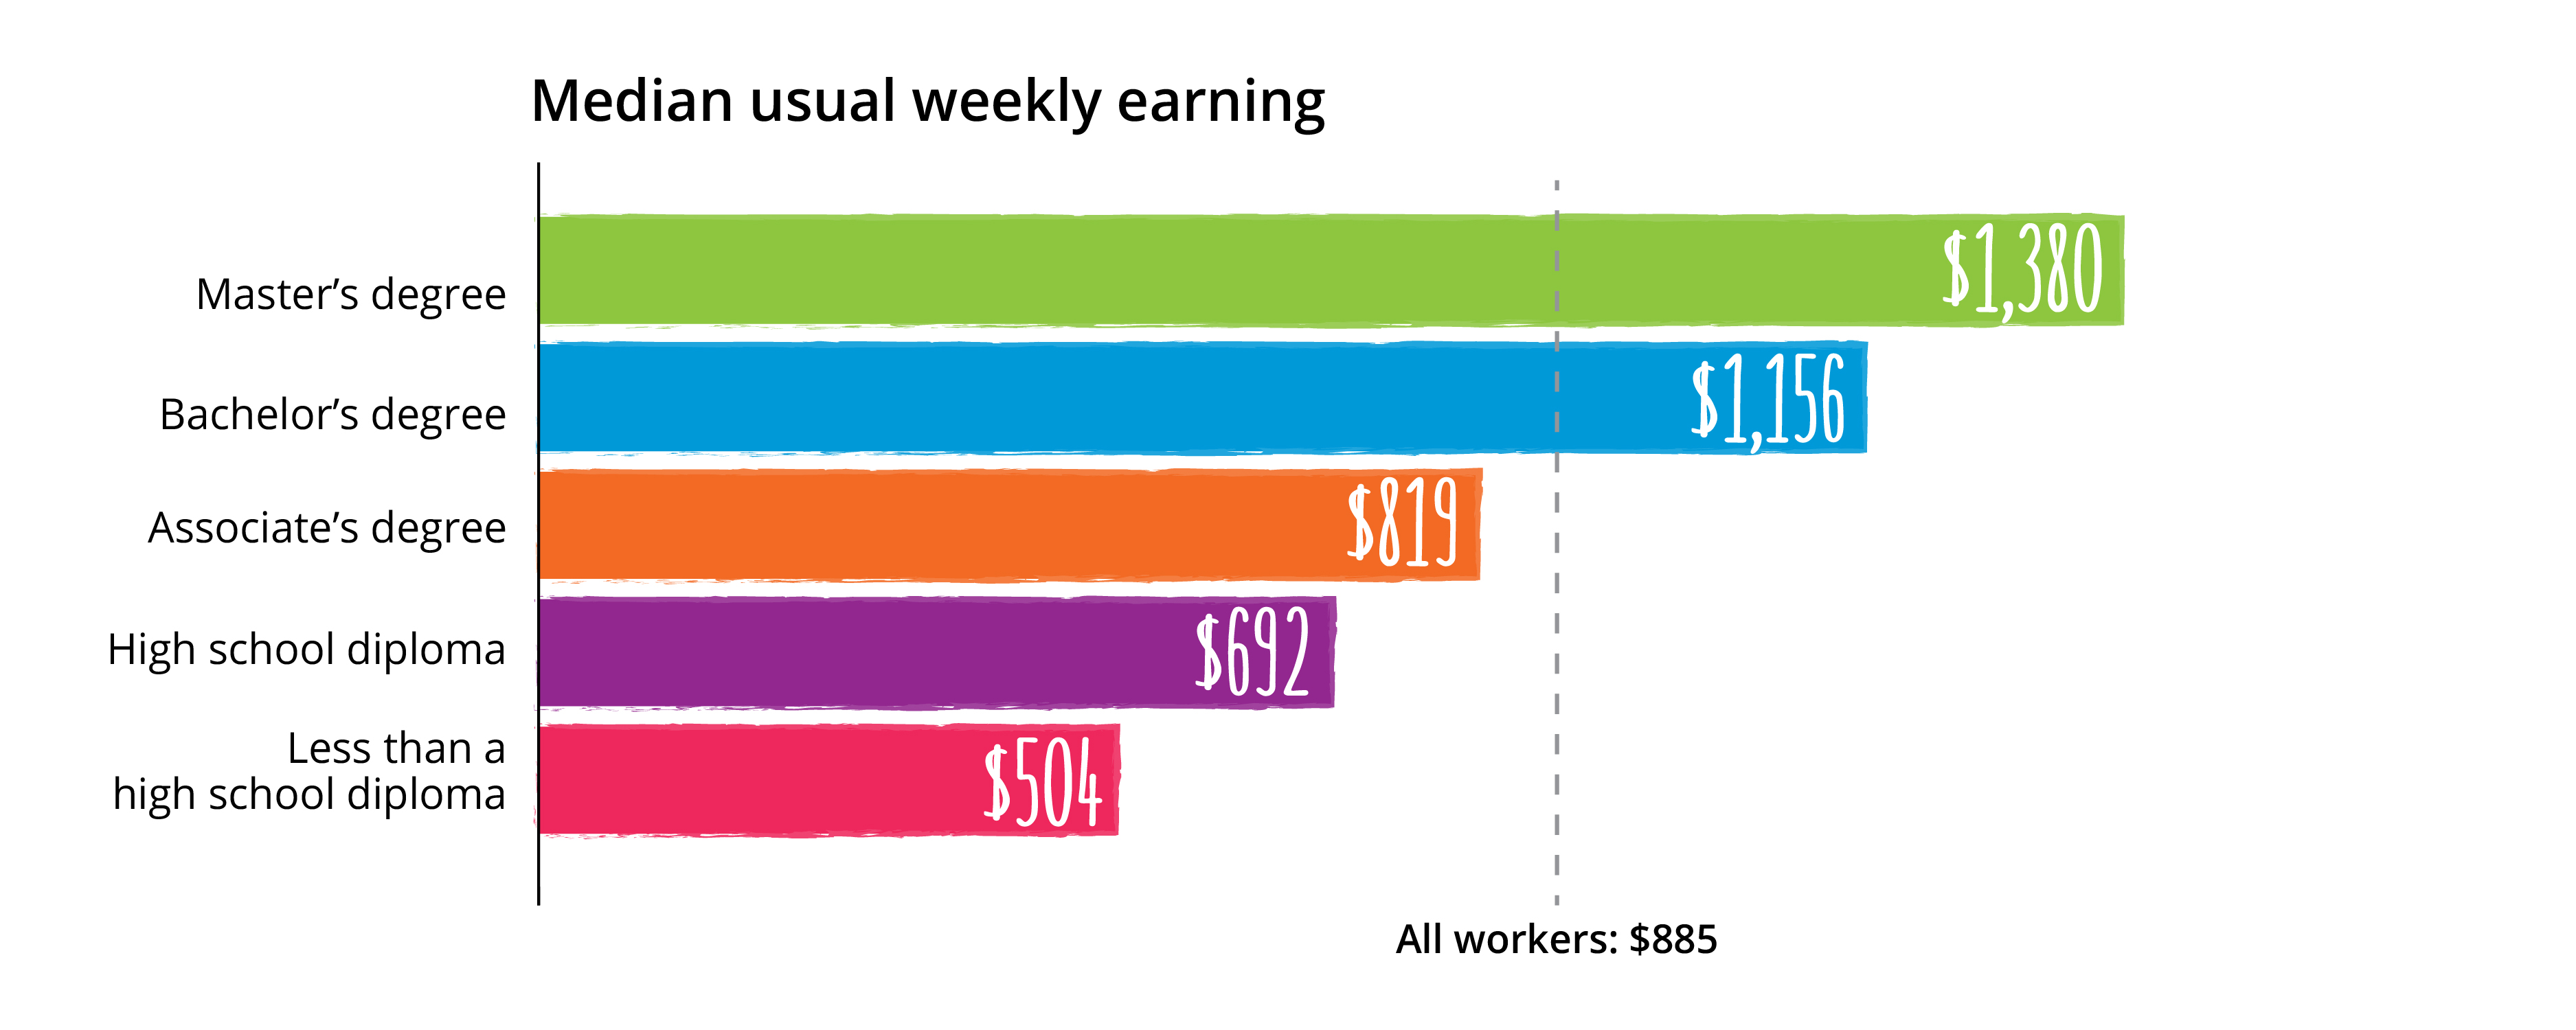 Median usual weekly earning
Master’s degree
$1,380
Bachelor’s degree
$1,156
Associate’s degree
$819
High school diploma
$692
Less than a
high school diploma
$504
All workers: $885